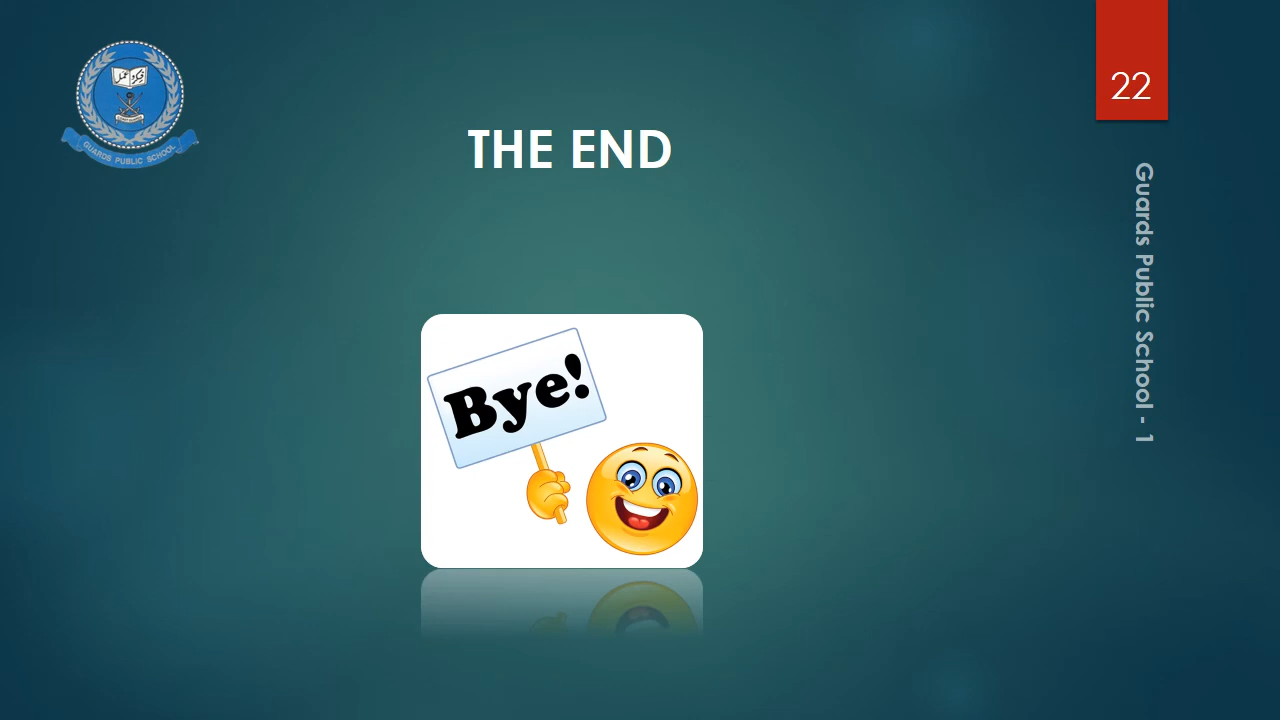 THE END
22
Guards Public School - 1
Bye!
GUARDS PUBLIC SCHOOL